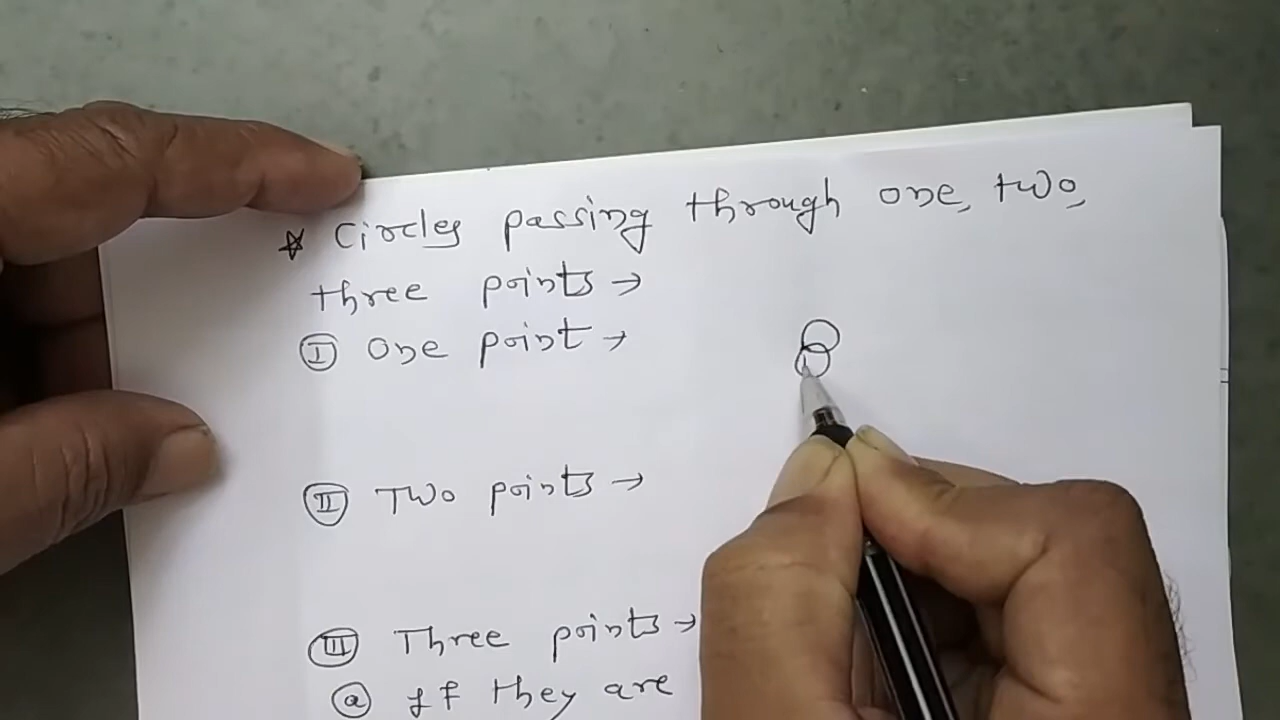 ☆ Circles passing through one, two,
three points →
Ⓘ One point →
Ⅱ Two points →
Ⅲ Three points →
ⓐ If they are